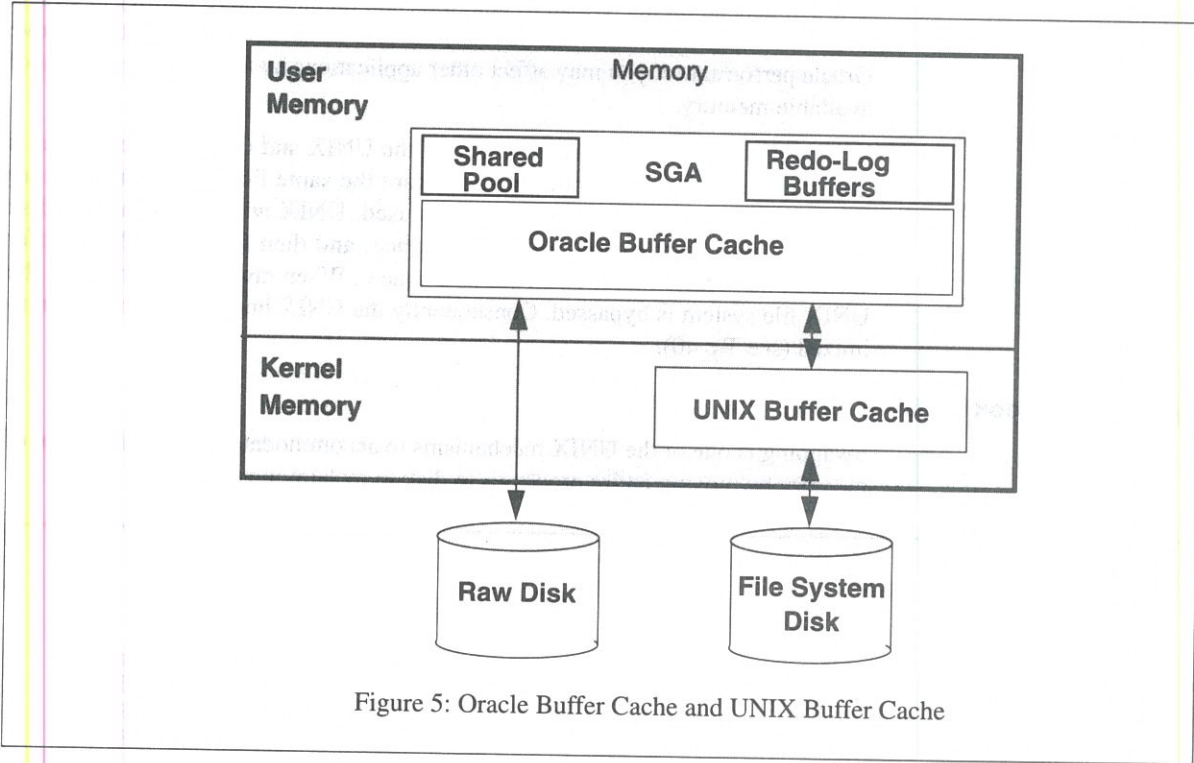 User
Memory
Memory
Shared
Pool
SGA
Redo-Log
Buffers
Oracle Buffer Cache
Kernel
Memory
UNIX Buffer Cache
Raw Disk
File System
Disk
Figure 5: Oracle Buffer Cache and UNIX Buffer Cache